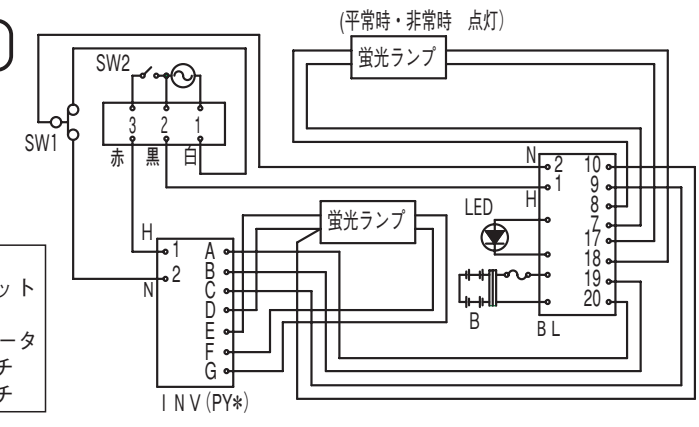 (平常時・非常時 点灯)
蛍光ランプ
SW2
SW1
3 2 1
赤 黒 白
N
2
1
H
10
9
8
7
17
18
19
20
LED
B
BL
蛍光ランプ
H
1
2
N
A
B
C
D
E
F
G
INV(PY*)
ット
ータ
チ
チ